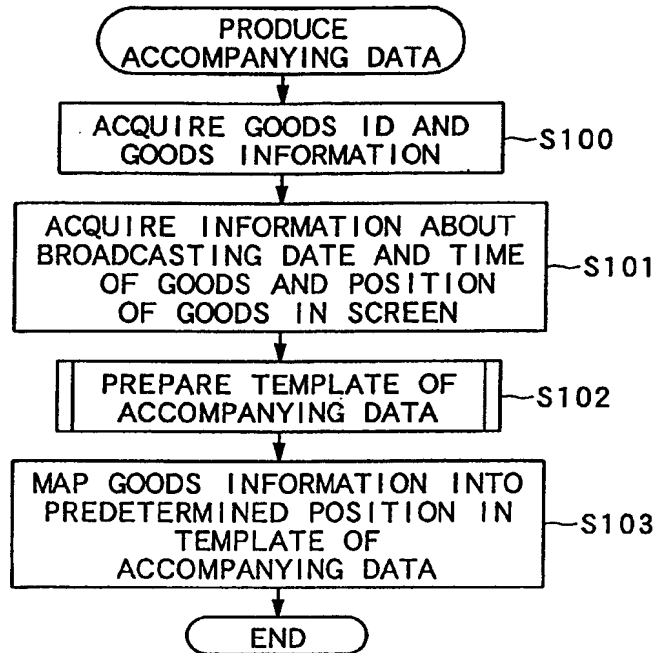 PRODUCE
ACCOMPANYING DATA
ACQUIRE GOODS ID AND
GOODS INFORMATION
S100
ACQUIRE INFORMATION ABOUT
BROADCASTING DATE AND TIME
OF GOODS AND POSITION
OF GOODS IN SCREEN
S101
PREPARE TEMPLATE OF
ACCOMPANYING DATA
S102
MAP GOODS INFORMATION INTO
PREDETERMINED POSITION IN
TEMPLATE OF
ACCOMPANYING DATA
S103
END